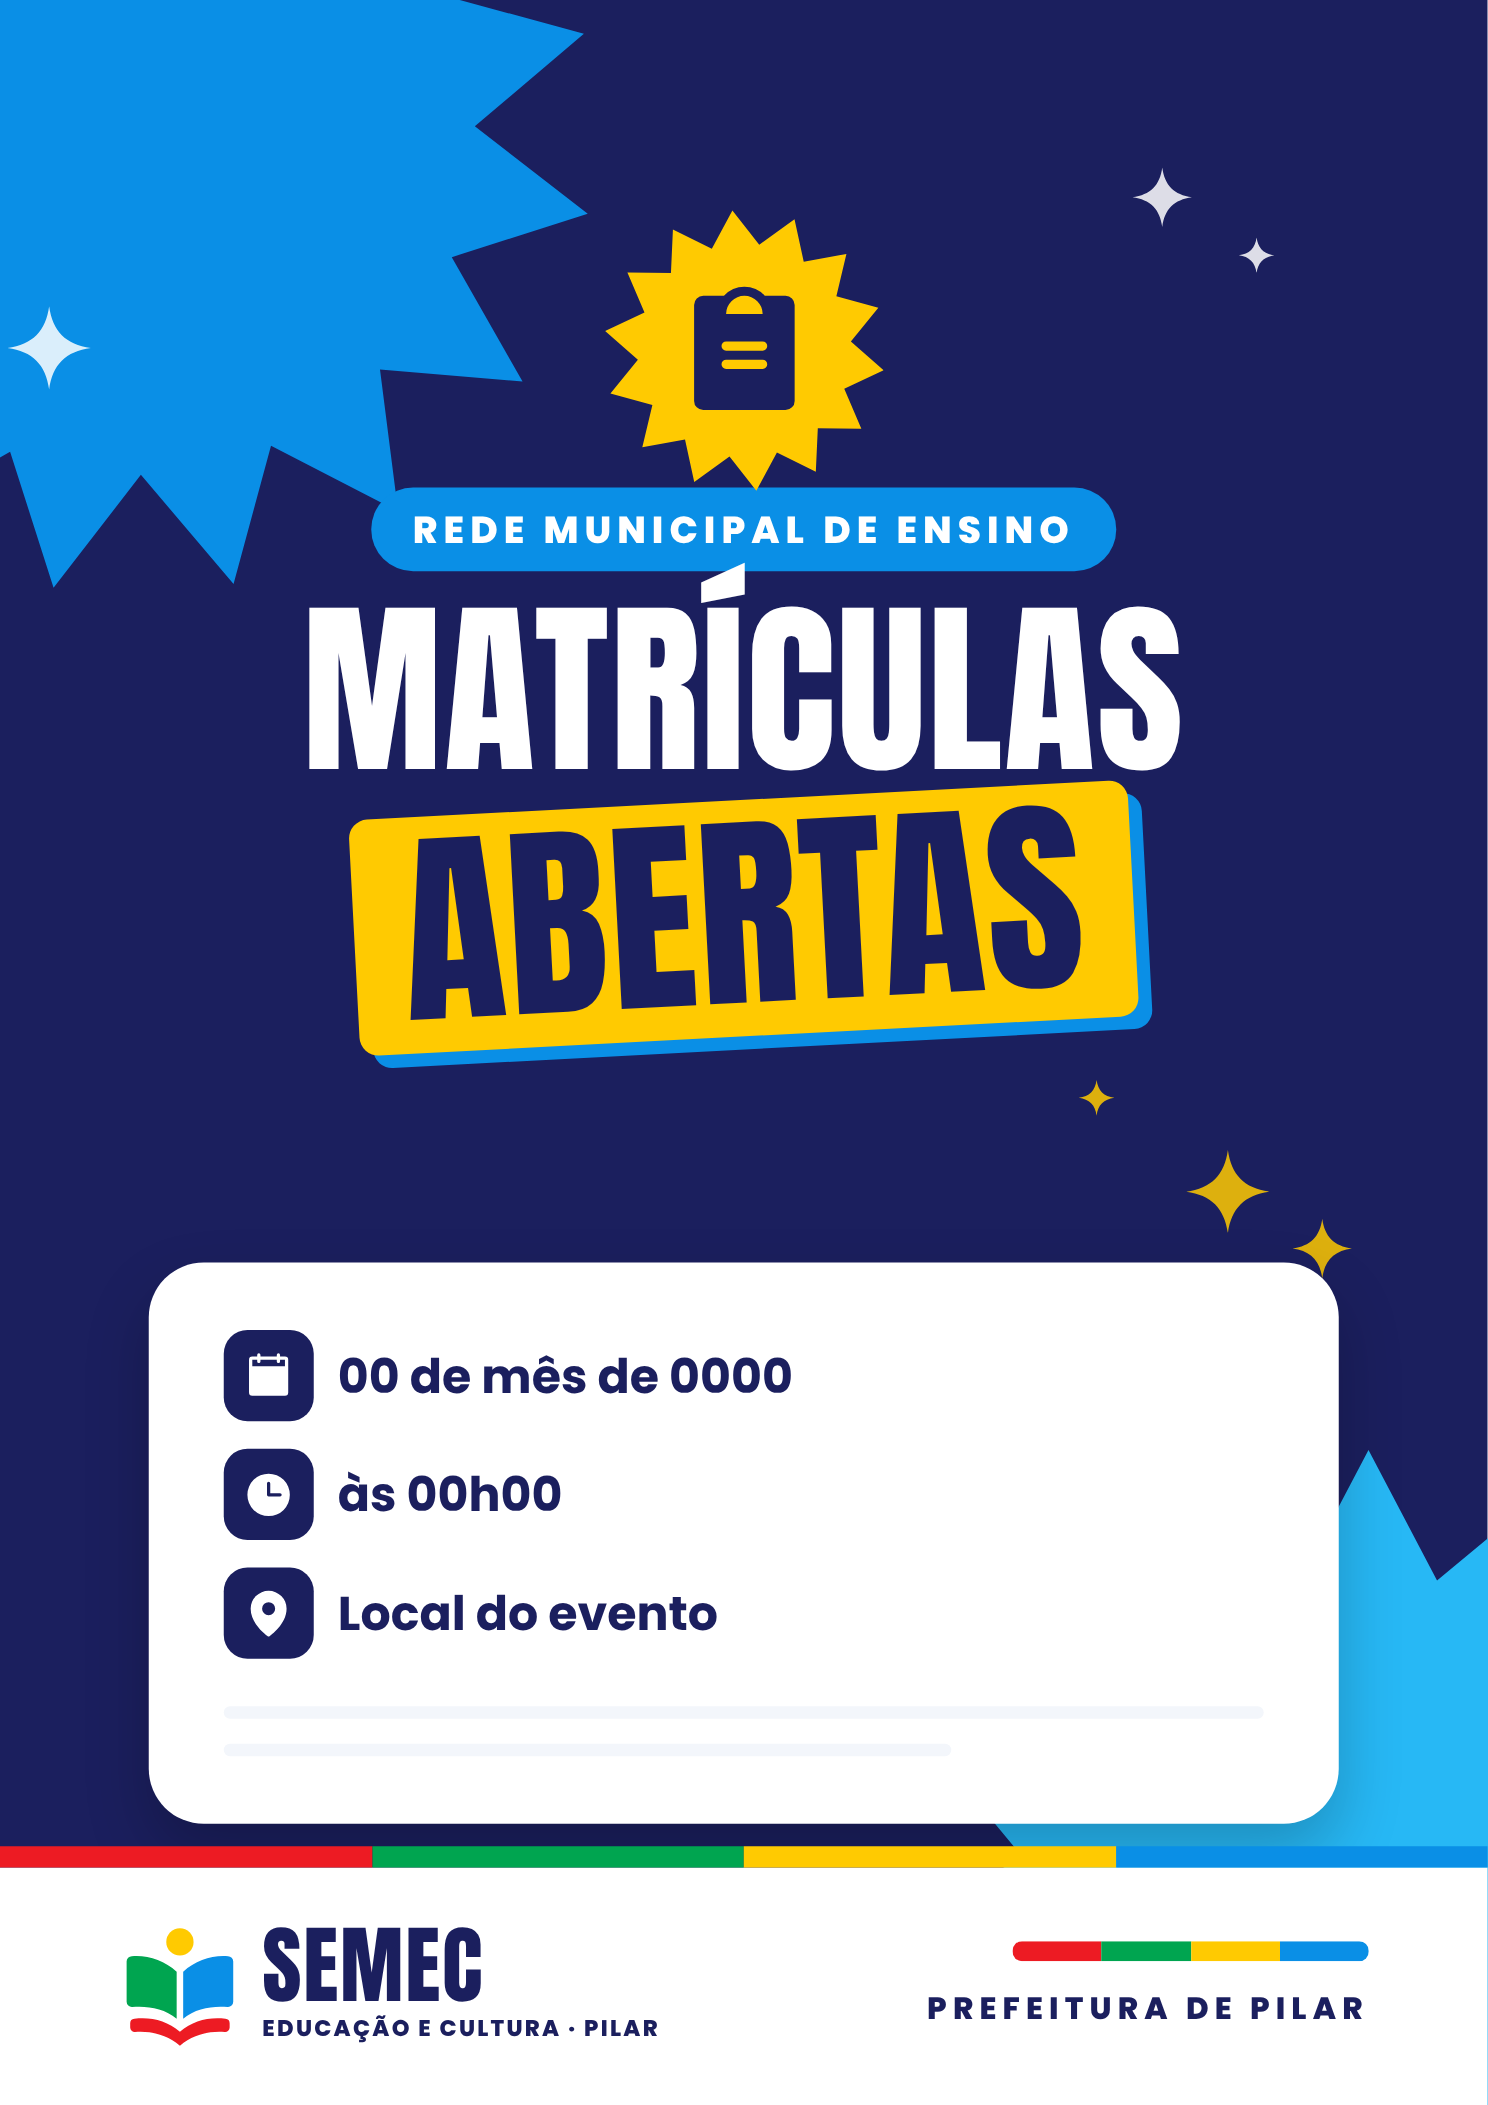 REDE MUNICIPAL DE ENSINO
MATRÍCULAS
ABERTAS
00 de mês de 0000
às 00h00
Local do evento
SEMEC
EDUCAÇÃO E CULTURA · PILAR
PREFEITURA DE PILAR